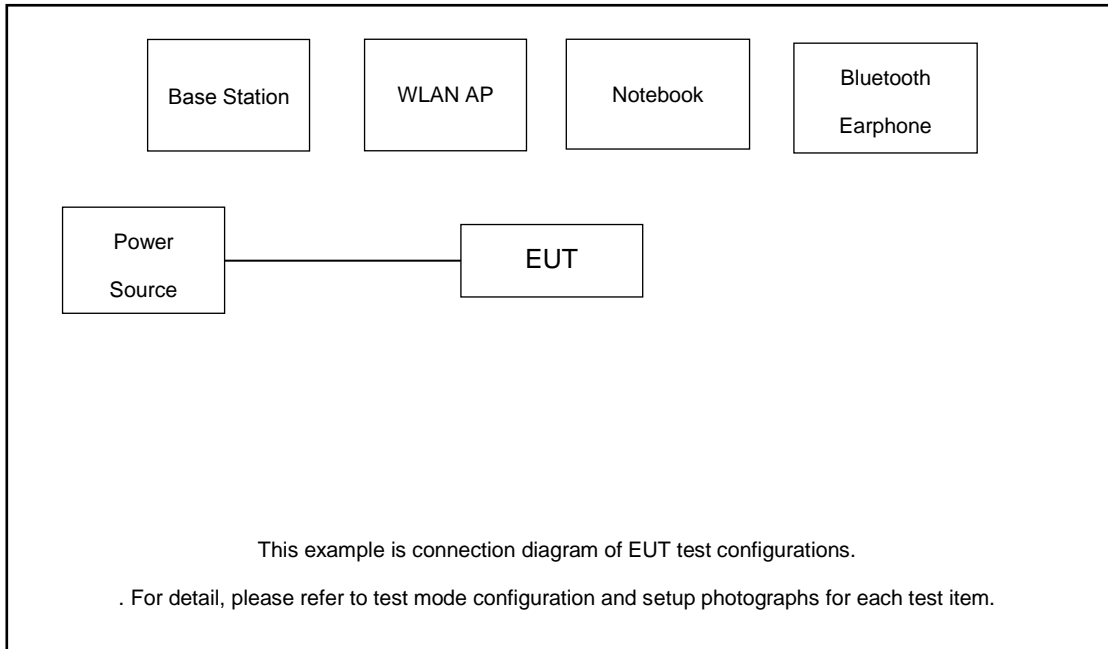 Base Station
WLAN AP
Notebook
Bluetooth
Earphone
Power
Source
EUT
This example is connection diagram of EUT test configurations.
. For detail, please refer to test mode configuration and setup photographs for each test item.